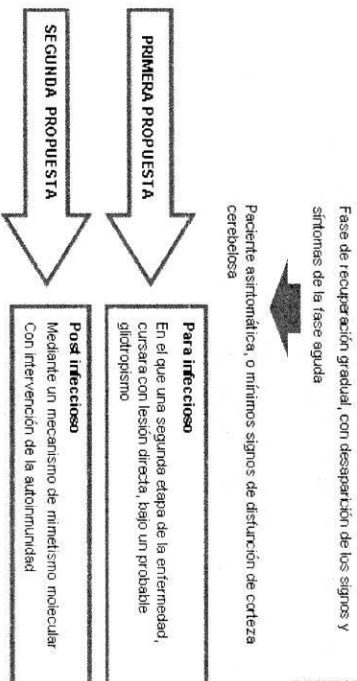 Fase de recuperación gradual, con desaparición de los signos y
síntomas de la fase aguda
Paciente asintomática, o mínimos signos de disfunción de corteza
cerebelosa
PRIMERA PROPUESTA
Para infeccioso
En el que una segunda etapa de la enfermedad,
cursara con lesión directa, bajo un probable
gliotropismo
SEGUNDA PROPUESTA
Post infeccioso
Mediante un mecanismo de mimetismo molecular
Con intervención de la autoinmunidad